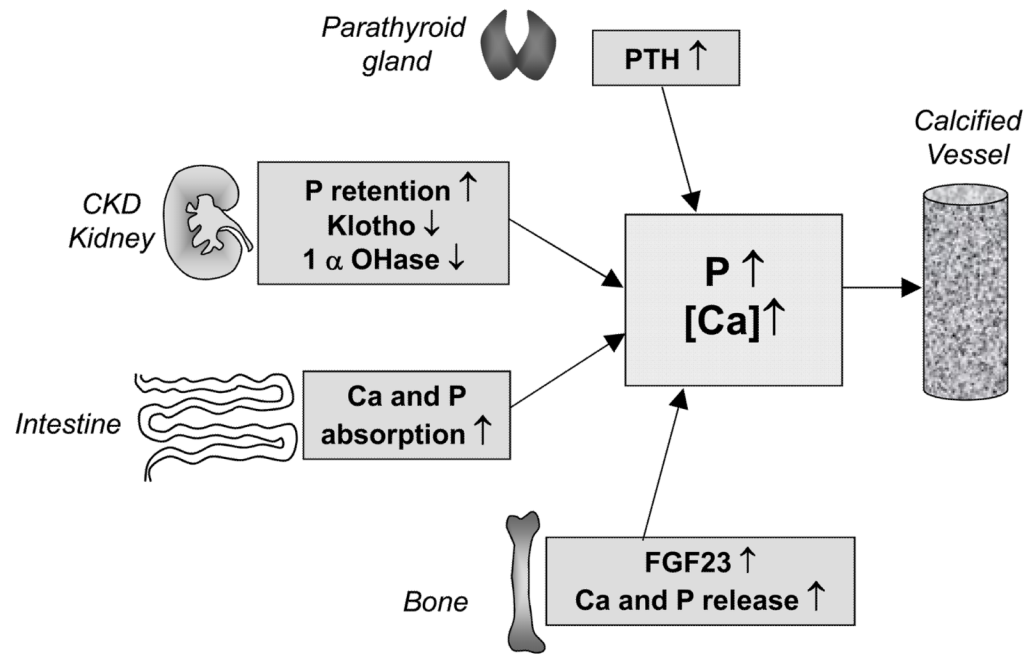 Parathyroid
gland
PTH ↑
Calcified
Vessel
CKD
Kidney
P retention ↑
Klotho ↓
1 α OHase ↓
P ↑
[Ca]↑
Intestine
Ca and P
absorption ↑
Bone
FGF23 ↑
Ca and P release ↑